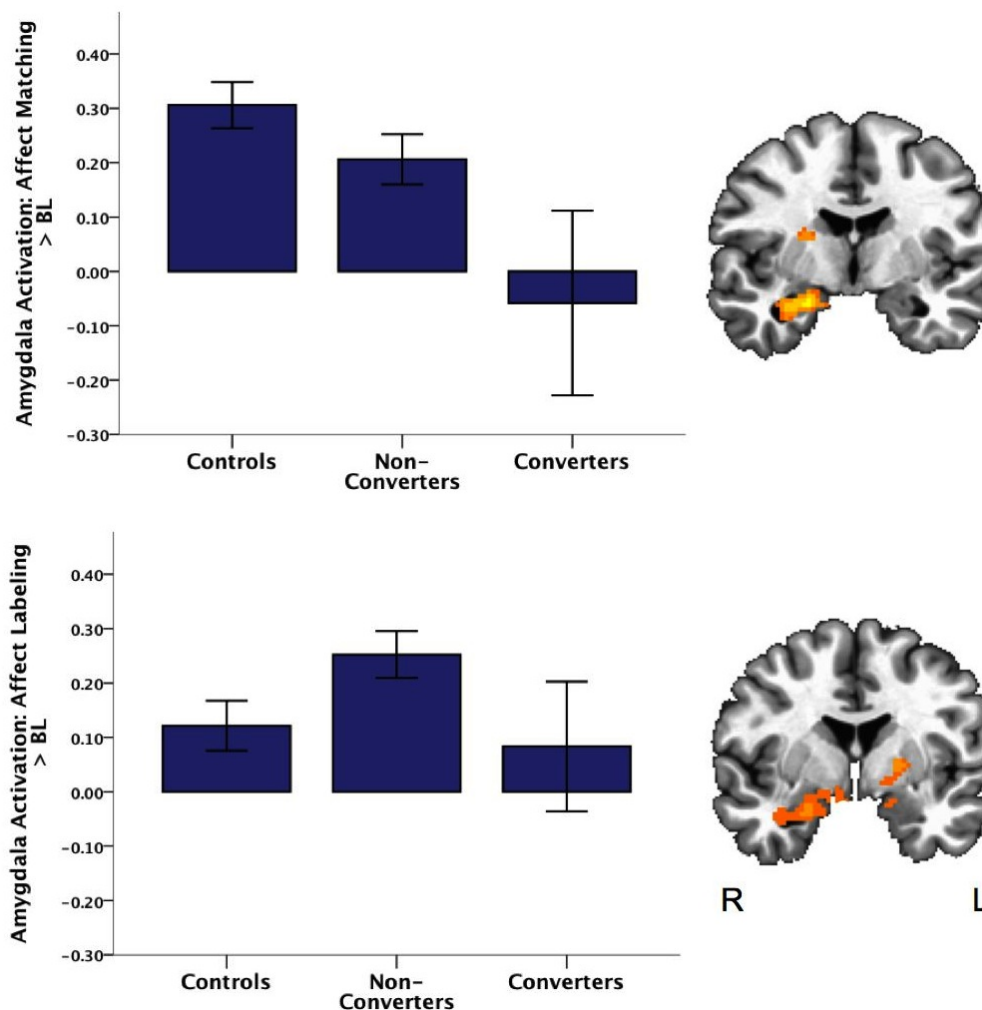 Amygdala Activation: Affect Matching
> BL
0.40
0.30
0.20
0.10
0.00
-0.10
-0.20
-0.30
Controls
Non-
Converters
Converters
Amygdala Activation: Affect Labeling
> BL
0.40
0.30
0.20
0.10
0.00
-0.10
-0.20
-0.30
Controls
Non-
Converters
Converters
R
L